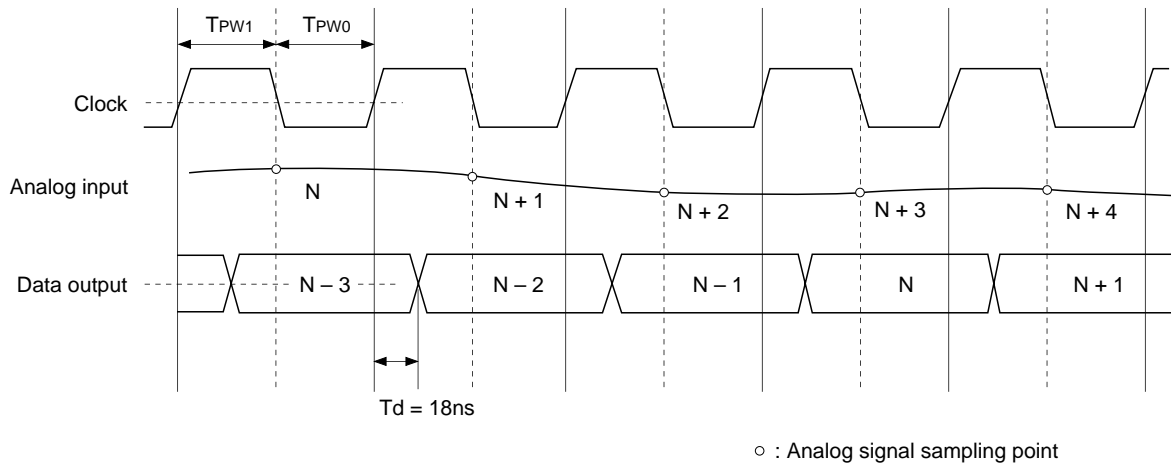 TPW1 TPW0
Clock
Analog input
N N + 1 N + 2 N + 3 N + 4
Data output N – 3 N – 2 N – 1 N N + 1
Td = 18ns
: Analog signal sampling point